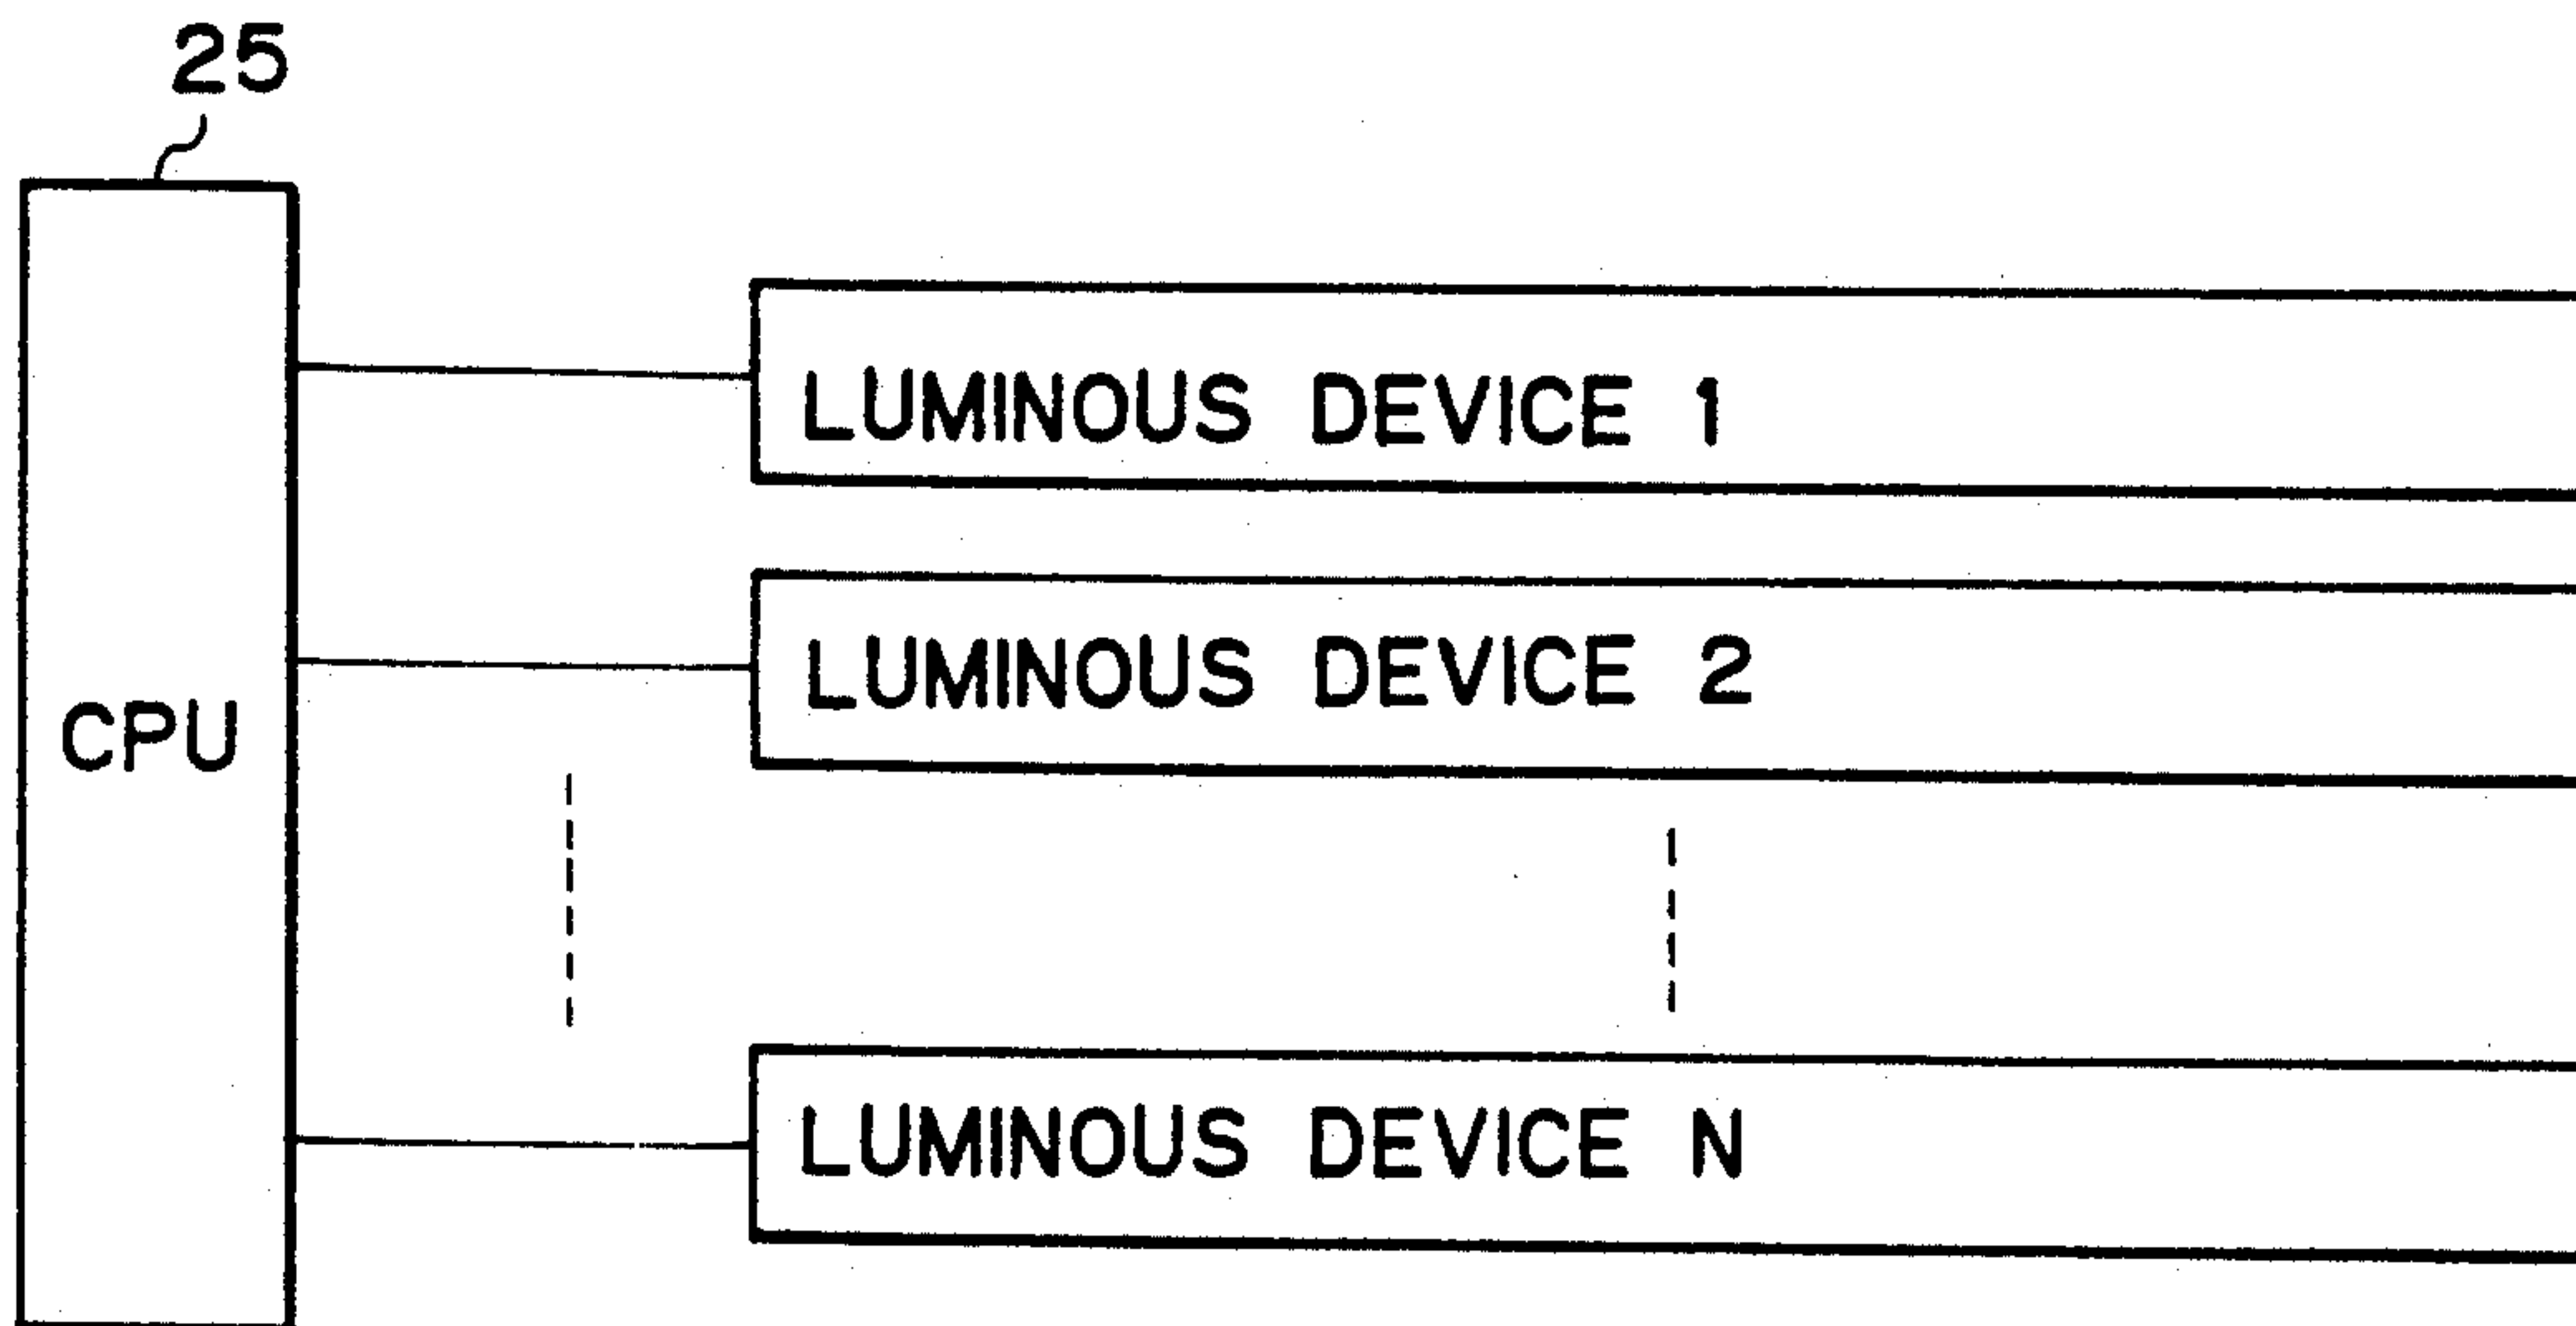 25
LUMINOUS DEVICE 1
LUMINOUS DEVICE 2
CPU
LUMINOUS DEVICE N